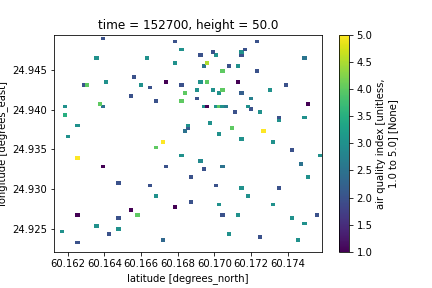 time = 152700, height = 50.0
24.945
24.940
24.935
24.930
24.925
longitude [degrees_east]
60.162 60.164 60.166 60.168 60.170 60.172 60.174
latitude [degrees_north]
5.0
4.5
4.0
3.5
3.0
2.5
2.0
1.5
1.0
air quality index [unitless,
1.0 to 5.0] [None]